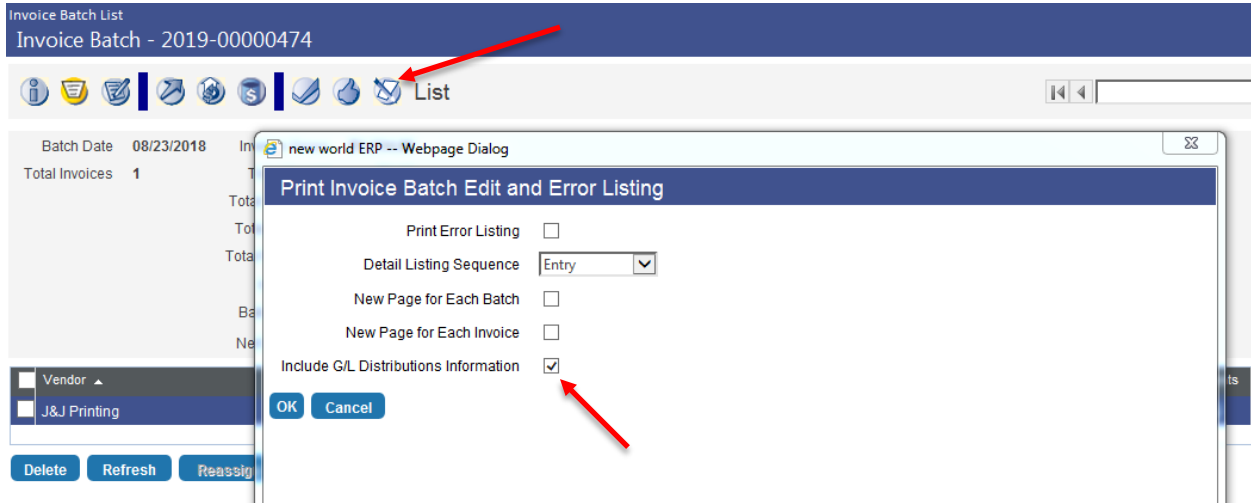 Invoice Batch List
Invoice Batch - 2019-00000474
List
Batch Date 08/23/2018
Total Invoices 1
new world ERP -- Webpage Dialog
Print Invoice Batch Edit and Error Listing
Print Error Listing
Detail Listing Sequence Entry
New Page for Each Batch
New Page for Each Invoice
Include G/L Distributions Information
OK Cancel
Vendor
J&J Printing
Delete Refresh